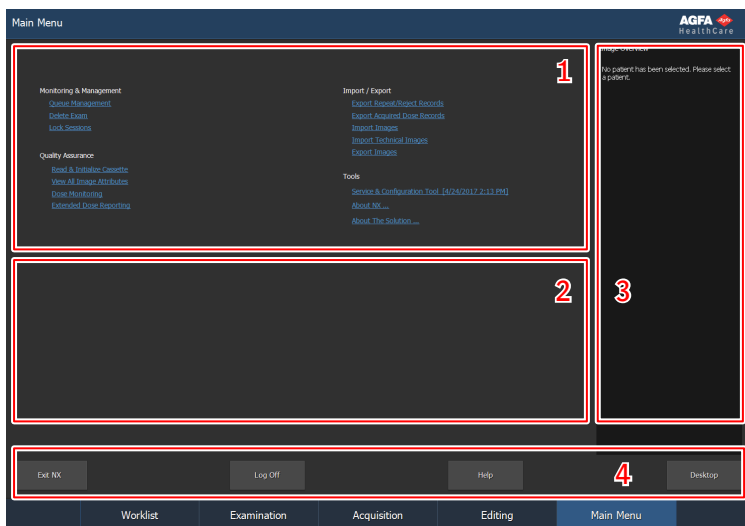 Main Menu
AGFA
HealthCare
1
Image Overview
No patient has been selected. Please select
a patient.
Monitoring & Management
Queue Management
Delete Exam
Lock Sessions
Quality Assurance
Read & Initialize Cassette
View All Image Attributes
Dose Monitoring
Extended Dose Reporting
Import / Export
Export Repeat/Reject Records
Export Acquired Dose Records
Import Images
Import Technical Images
Export Images
Tools
Service & Configuration Tool [4/24/2017 2:13 PM]
About NX ...
About The Solution ...
2
3
4
Exit NX
Log Off
Help
Desktop
Worklist
Examination
Acquisition
Editing
Main Menu